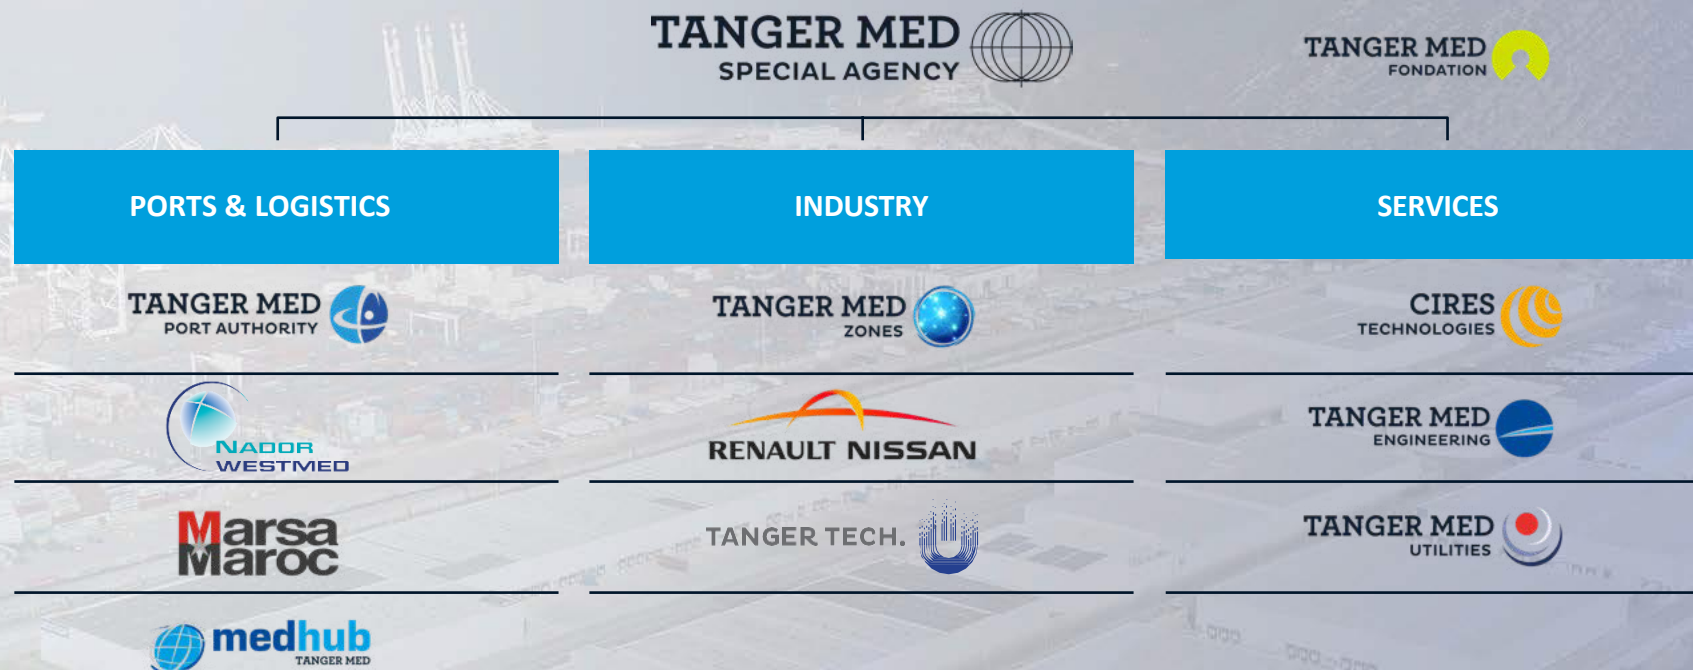 TANGER MED
SPECIAL AGENCY
TANGER MED
FONDATION
PORTS & LOGISTICS
INDUSTRY
SERVICES
TANGER MED
PORT AUTHORITY
TANGER MED
ZONES
CIRES
TECHNOLOGIES
NADOR
WESTMED
RENAULT NISSAN
TANGER MED
ENGINEERING
Marsa
Maroc
TANGER TECH.
TANGER MED
UTILITIES
medhub
TANGER MED